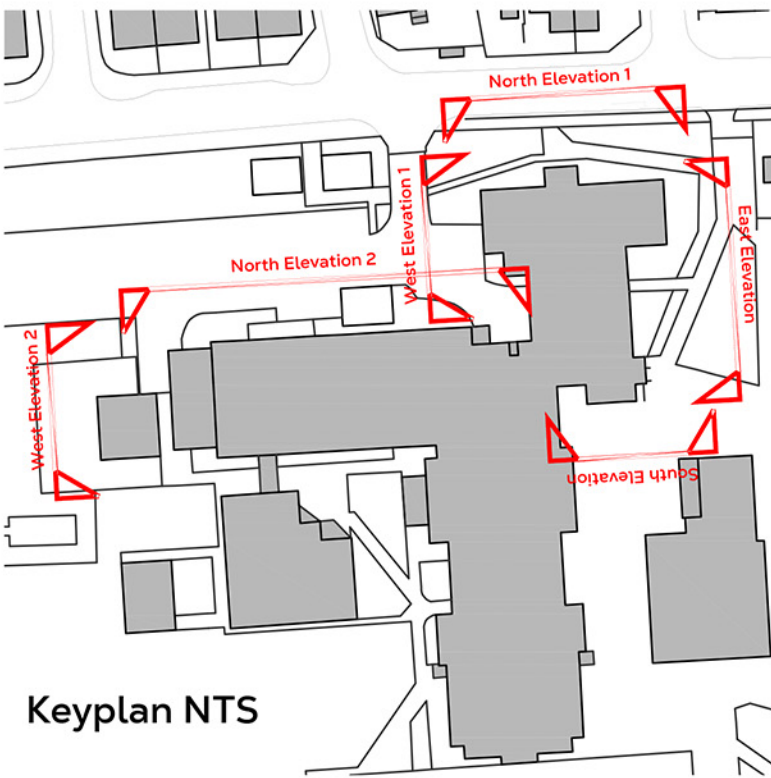 North Elevation 1
West Elevation 1
East Elevation
North Elevation 2
West Elevation 2
South Elevation
Keyplan NTS